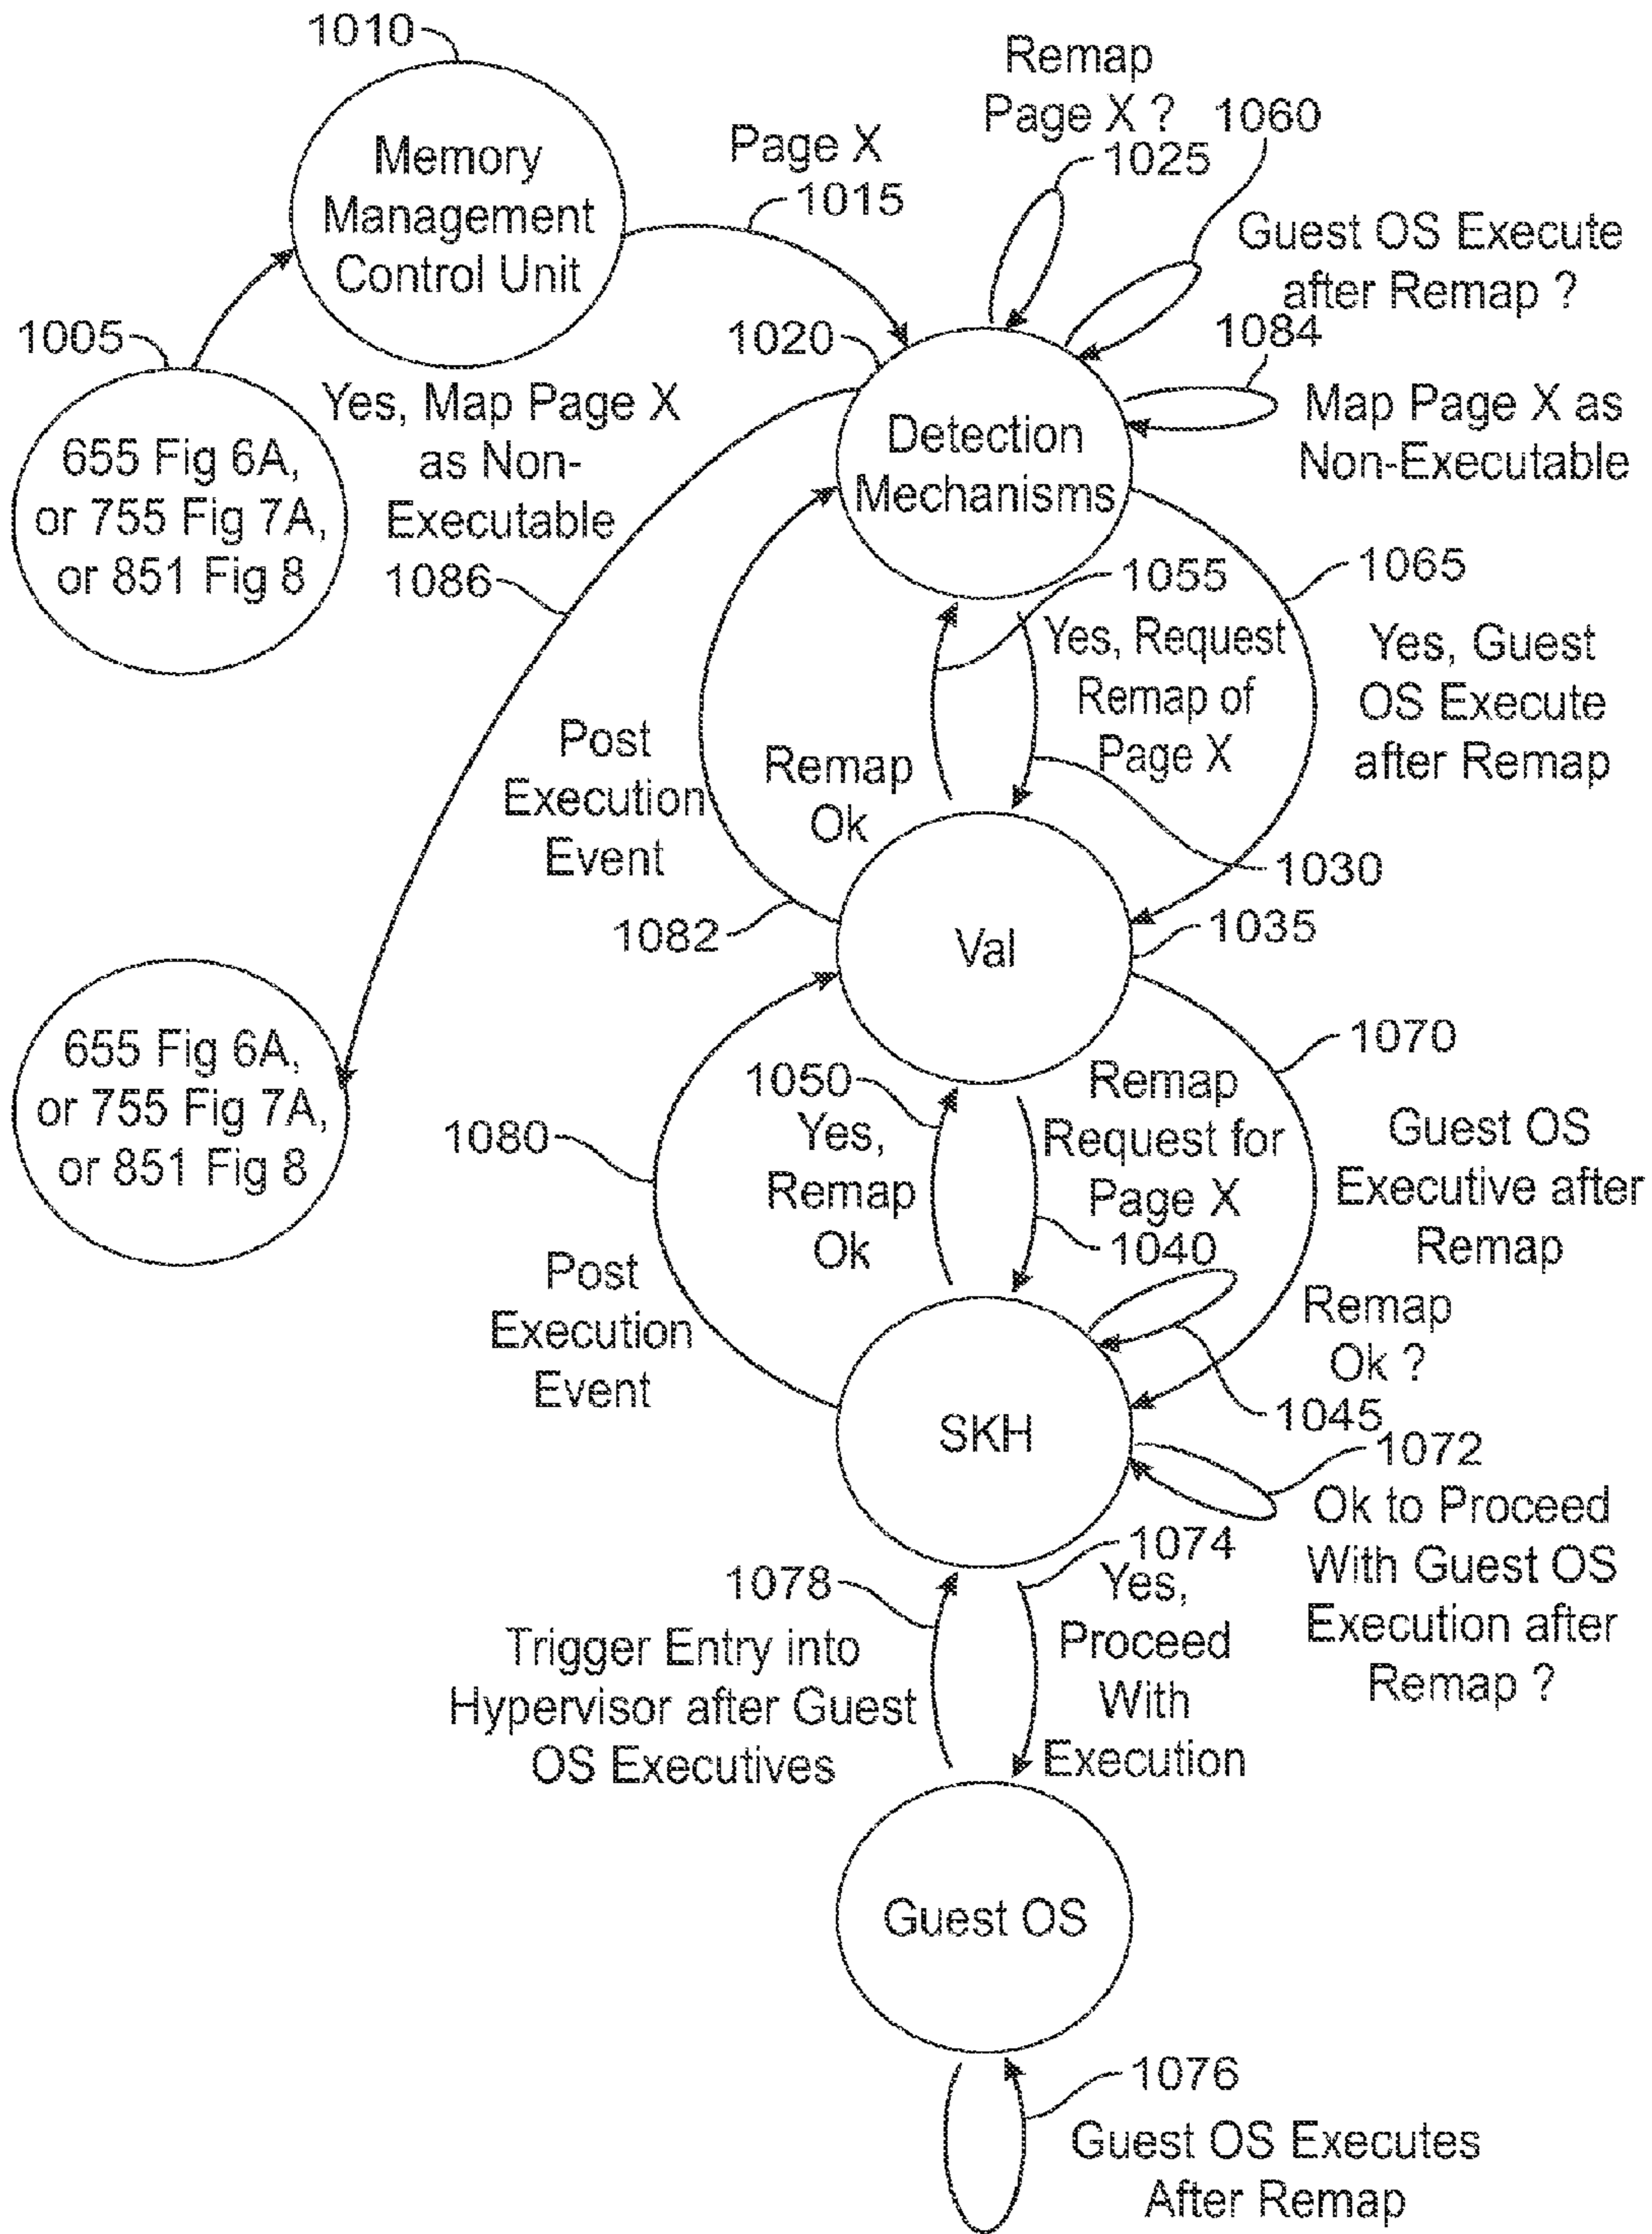 1010
Memory
Management
Control Unit
Page X
1015
Remap
Page X ?
1025
1060
Guest OS Execute
after Remap ?
1084
Map Page X as
Non-Executable
1005
655 Fig 6A,
or 755 Fig 7A,
or 851 Fig 8
Yes, Map Page X
as Non-
Executable
1086
1020
Detection
Mechanisms
1055
Yes, Request
Remap of
Page X
1065
Yes, Guest
OS Execute
after Remap
Post
Execution
Event
1082
Remap
Ok
1030
Val
1035
655 Fig 6A,
or 755 Fig 7A,
or 851 Fig 8
1080
Post
Execution
Event
1050
Yes,
Remap
Ok
Remap
Request for
Page X
1040
1070
Guest OS
Executive after
Remap
Remap
Ok ?
1045
SKH
1072
Ok to Proceed
With Guest OS
Execution after
Remap ?
1078
Trigger Entry into
Hypervisor after Guest
OS Executives
1074
Yes,
Proceed
With
Execution
Guest OS
1076
Guest OS Executes
After Remap